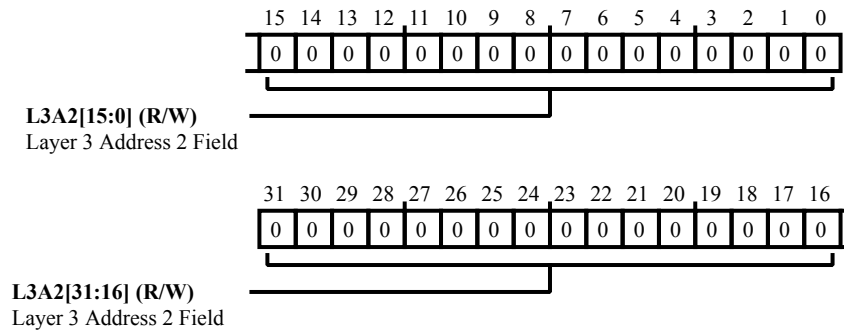 15 14 13 12 11 10 9 8 7 6 5 4 3 2 1 0
0 0 0 0 0 0 0 0 0 0 0 0 0 0 0 0
L3A2[15:0] (R/W)
Layer 3 Address 2 Field
31 30 29 28 27 26 25 24 23 22 21 20 19 18 17 16
0 0 0 0 0 0 0 0 0 0 0 0 0 0 0 0
L3A2[31:16] (R/W)
Layer 3 Address 2 Field